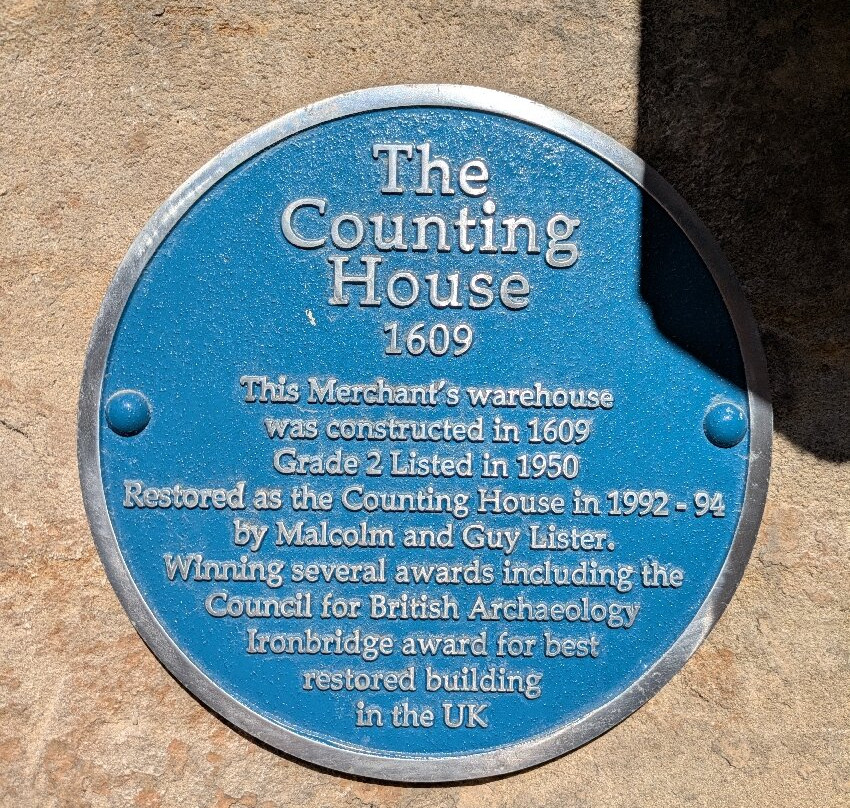 The
Counting
House
1609
This Merchant's warehouse
was constructed in 1609
Grade 2 Listed in 1950
Restored as the Counting House in 1992 - 94
by Malcolm and Guy Lister.
Winning several awards including the
Council for British Archaeology
Ironbridge award for best
restored building
in the UK